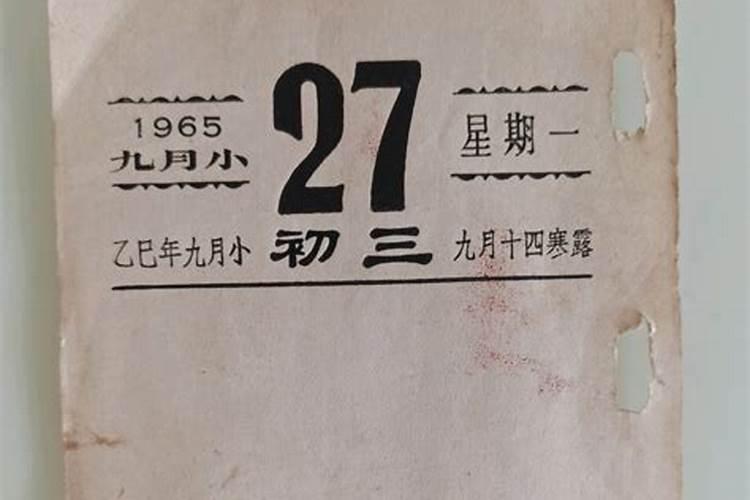 1965
九月小
27
星期一
乙巳年九月小 初三 九月十四寒露